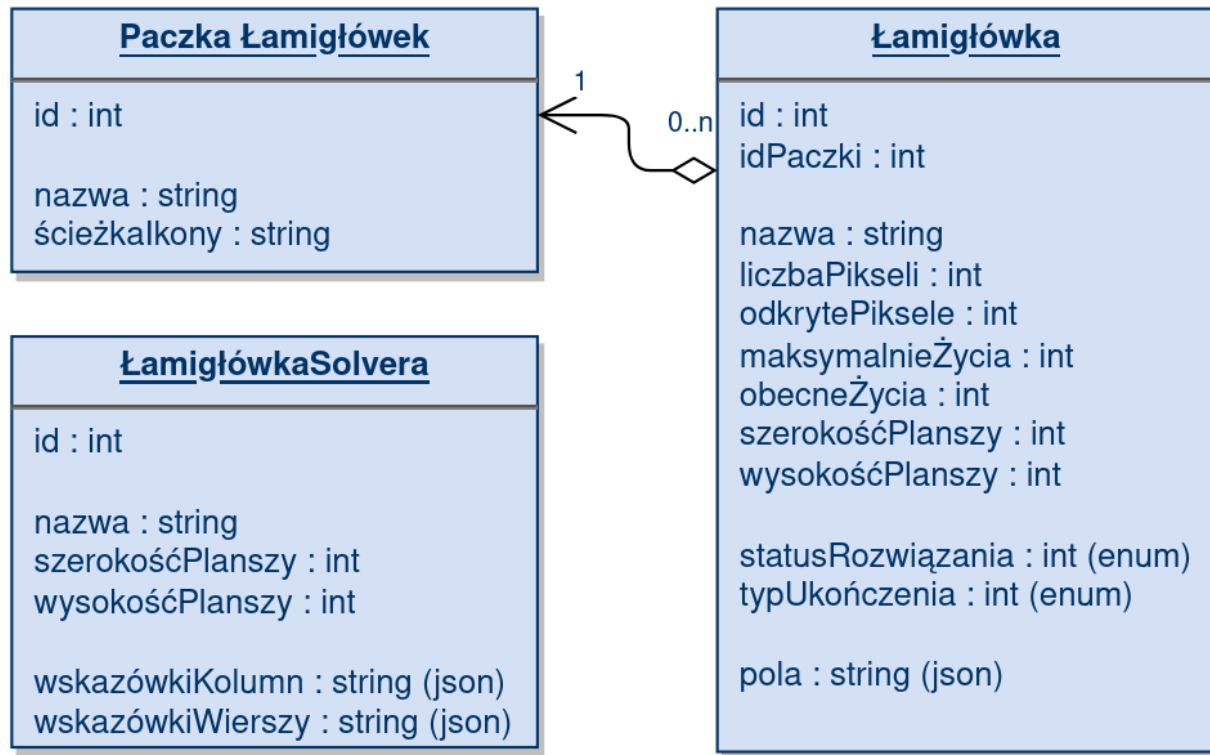 Paczka Łamigłówek
id : int
nazwa : string
ścieżkaIkony : string
1
0..n
Łamigłówka
id : int
idPaczki : int
nazwa : string
liczbaPikseli : int
odkrytePiksele : int
maksymalnieŻycia : int
obecneŻycia : int
szerokośćPlanszy : int
wysokośćPlanszy : int
statusRozwiązania : int (enum)
typUkończenia : int (enum)
pola : string (json)
ŁamigłówkaSolvera
id : int
nazwa : string
szerokośćPlanszy : int
wysokośćPlanszy : int
wskazówkiKolumn : string (json)
wskazówkiWierszy : string (json)